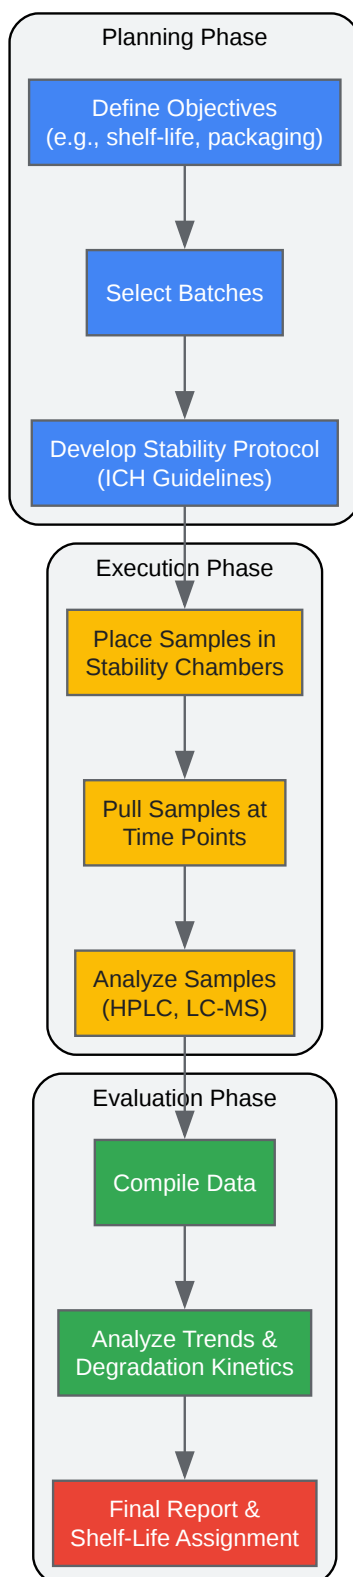 Planning Phase
Define Objectives
(e.g., shelf-life, packaging)
Select Batches
Develop Stability Protocol
(ICH Guidelines)
Execution Phase
Place Samples in
Stability Chambers
Pull Samples at
Time Points
Analyze Samples
(HPLC, LC-MS)
Evaluation Phase
Compile Data
Analyze Trends &
Degradation Kinetics
Final Report &
Shelf-Life Assignment